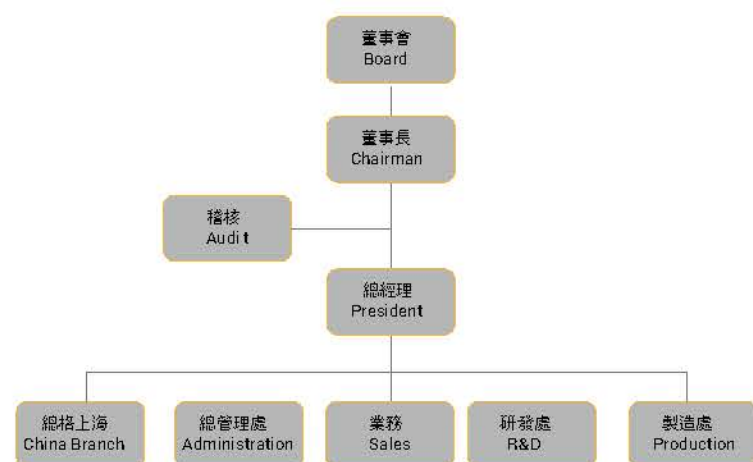 董事會
Board
董事長
Chairman
稽核
Audit
總經理
President
總格上海
China Branch
總管理處
Administration
業務
Sales
研發處
R&D
製造處
Production